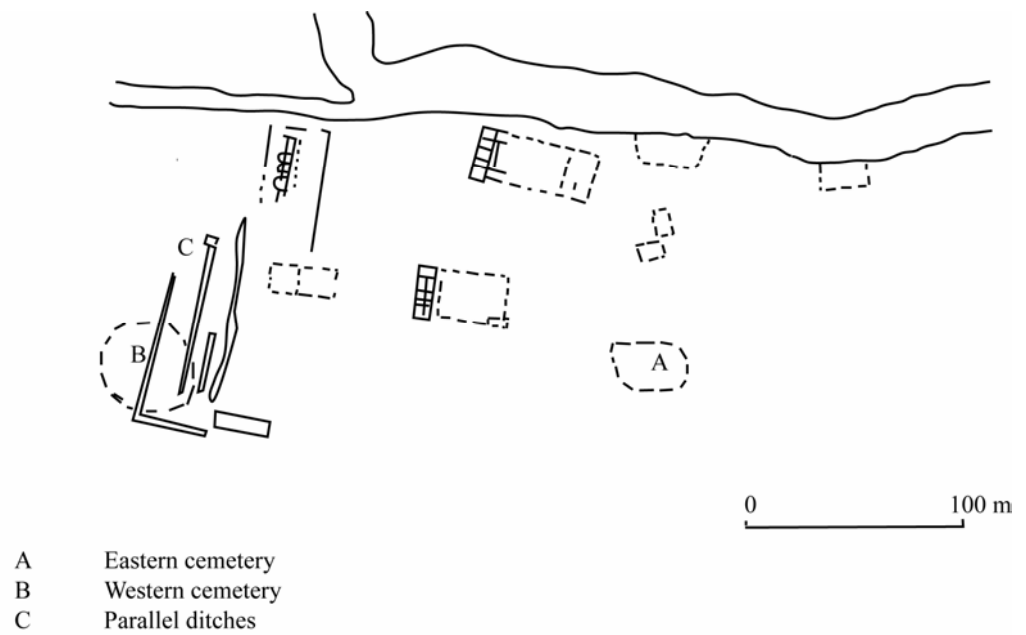 C
B
A
0 100 m
A Eastern cemetery
B Western cemetery
C Parallel ditches